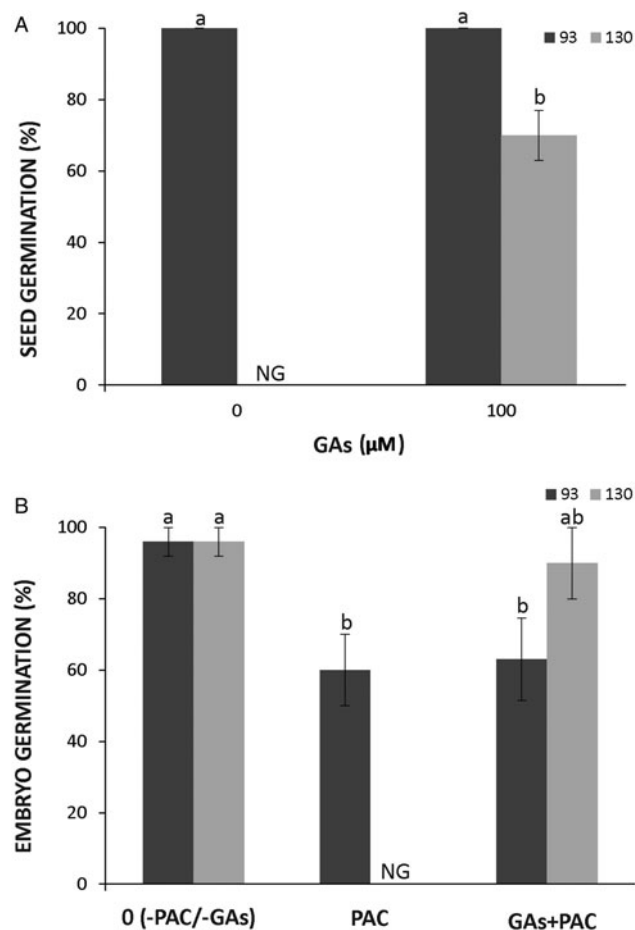 A
100
80
60
40
20
0
SEED GERMINATION (%)
a
NG
a
b
93 130
0 100
GAs (µM)
B
100
80
60
40
20
0
EMBRYO GERMINATION (%)
a a
b
NG
b
ab
93 130
0 (-PAC/-GAs) PAC GAs+PAC